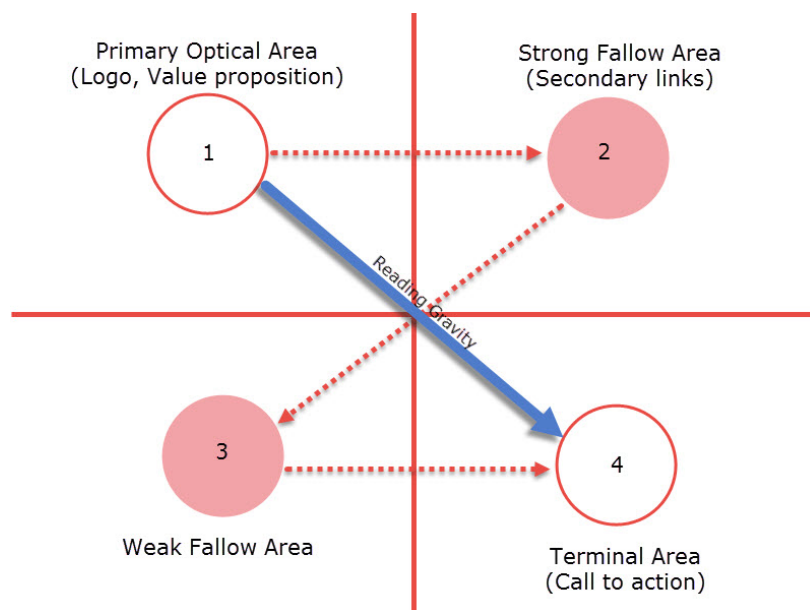 Primary Optical Area
(Logo, Value proposition)
1
Strong Fallow Area
(Secondary links)
2
Reading Gravity
3
Weak Fallow Area
4
Terminal Area
(Call to action)